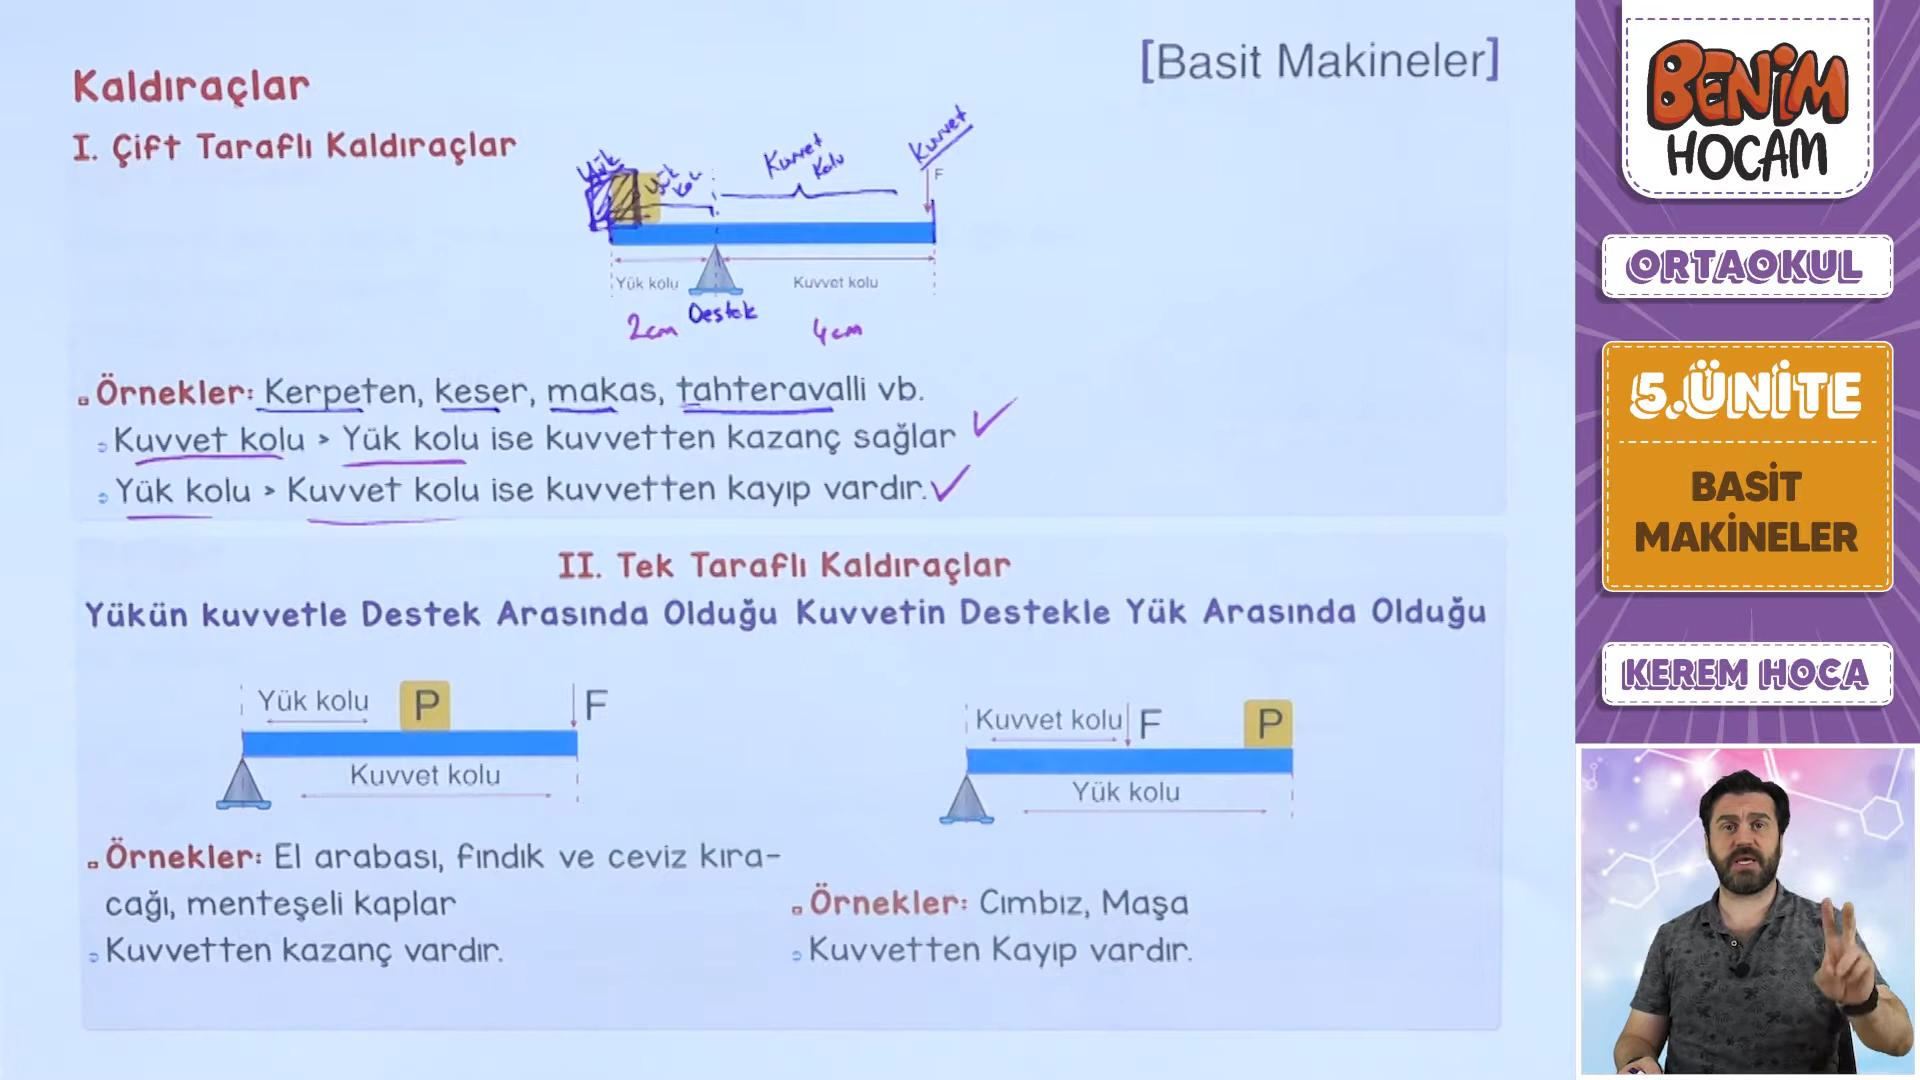 [Basit Makineler]
Kaldıraçlar
I. Çift Taraflı Kaldıraçlar
Yük
Yük kolu
Kuvvet kolu
Kuvvet
F
Yük kolu
Kuvvet kolu
Destek
2cm
4cm
Örnekler: Kerpeten, keser, makas, tahteravalli vb.
Kuvvet kolu > Yük kolu ise kuvvetten kazanç sağlar
Yük kolu > Kuvvet kolu ise kuvvetten kayıp vardır.
II. Tek Taraflı Kaldıraçlar
Yükün kuvvetle Destek Arasında Olduğu
Yük kolu
P
F
Kuvvet kolu
Örnekler: El arabası, fındık ve ceviz kıra-
cağı, menteşeli kaplar
Kuvvetten kazanç vardır.
Kuvvetin Destekle Yük Arasında Olduğu
Kuvvet kolu
F
P
Yük kolu
Örnekler: Cımbız, Maşa
Kuvvetten Kayıp vardır.
BENİM
HOCAM
ORTAOKUL
5.ÜNİTE
BASİT
MAKİNELER
KEREM HOCA